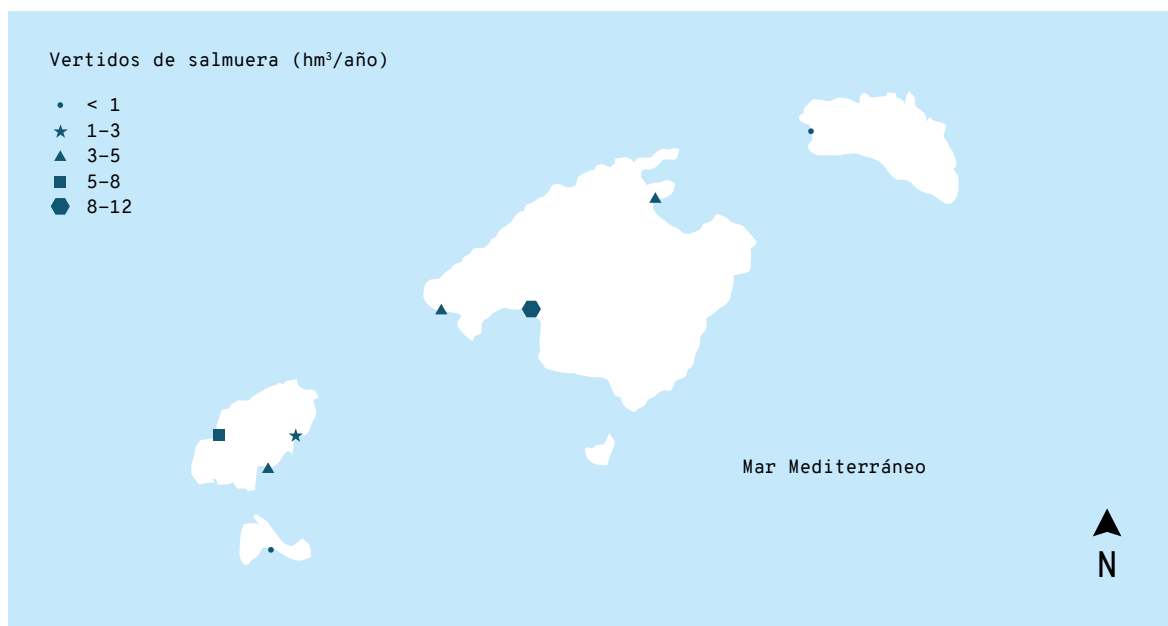 Vertidos de salmuera (hm³/año)
< 1
1–3
3–5
5–8
8–12
Mar Mediterráneo
N